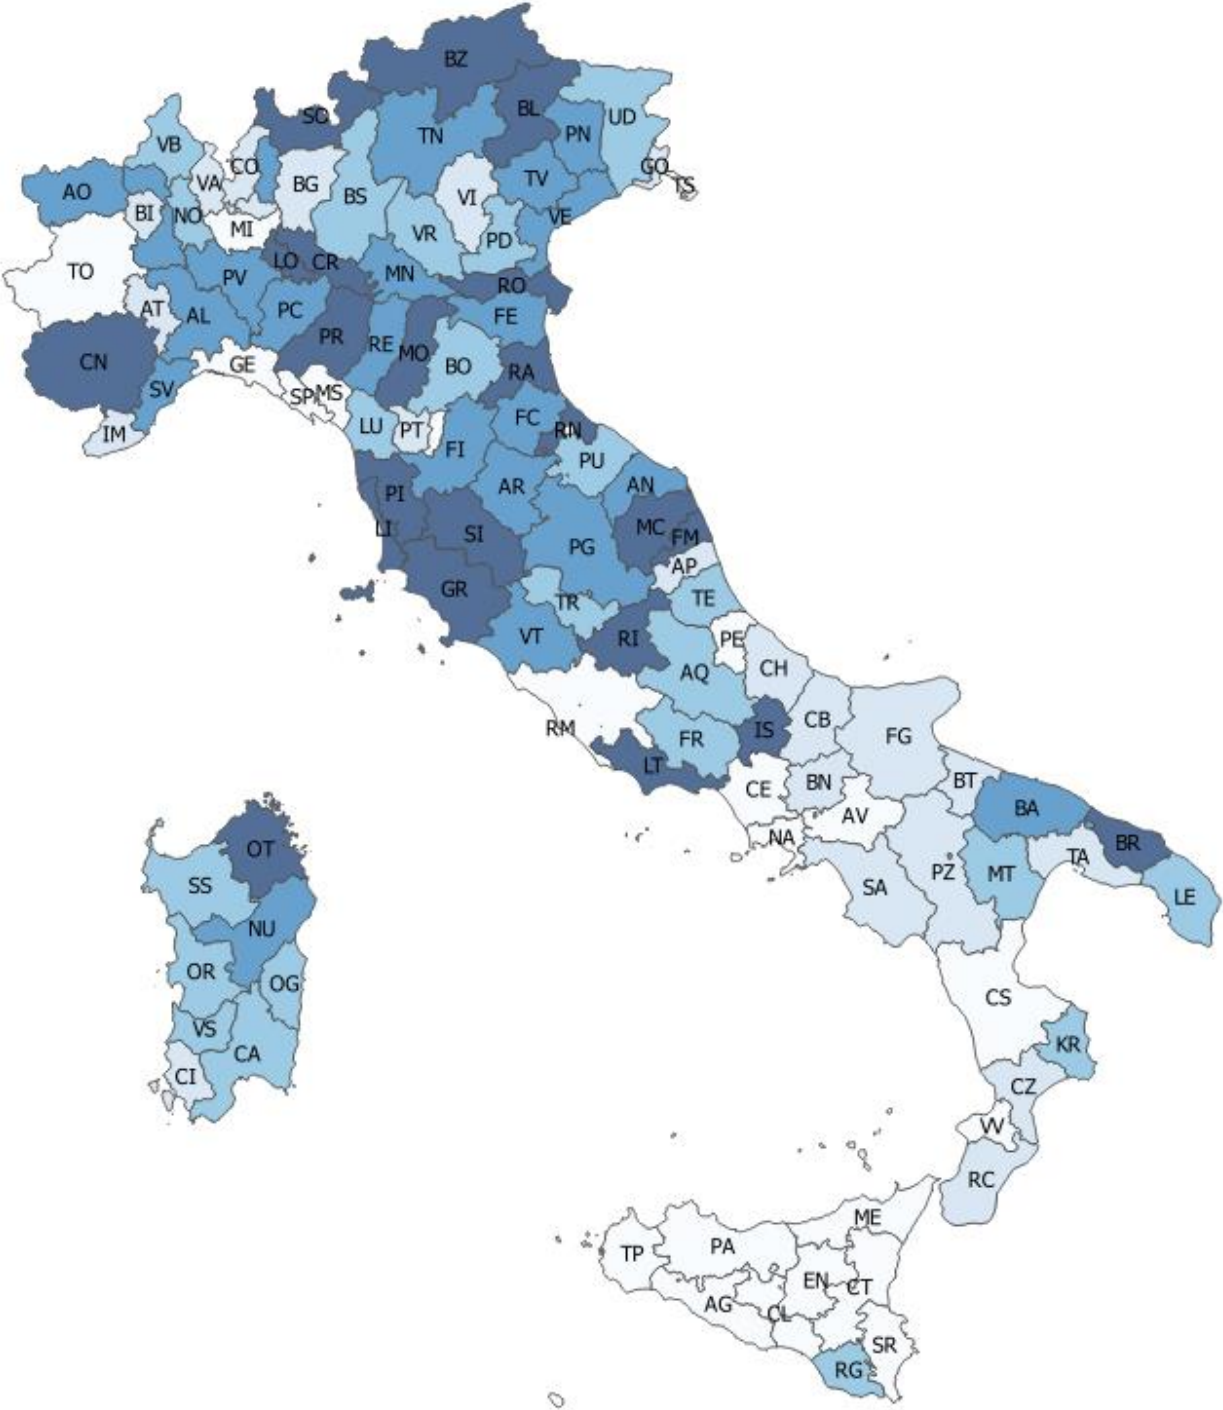 BZ
SO
BL
UD
PN
TN
VB
CO
GO
TS
VA
BG
TV
AO
BS
VI
BI
NO
VE
MI
VR
PD
TO
LO
CR
PV
MN
RO
AT
AL
PC
FE
PR
RE
MO
CN
GE
BO
RA
SV
SP
MS
FC
IM
LU
PT
RN
FI
PU
AR
AN
PI
LI
SI
MC
FM
PG
AP
GR
TR
TE
VT
RI
PE
AQ
CH
CB
RM
IS
FR
FG
LT
CE
BN
BT
AV
BA
NA
BR
OT
TA
PZ
MT
SA
SS
LE
NU
OR
OG
CS
VS
KR
CA
CI
CZ
VV
RC
ME
TP
PA
EN
CT
AG
CL
SR
RG